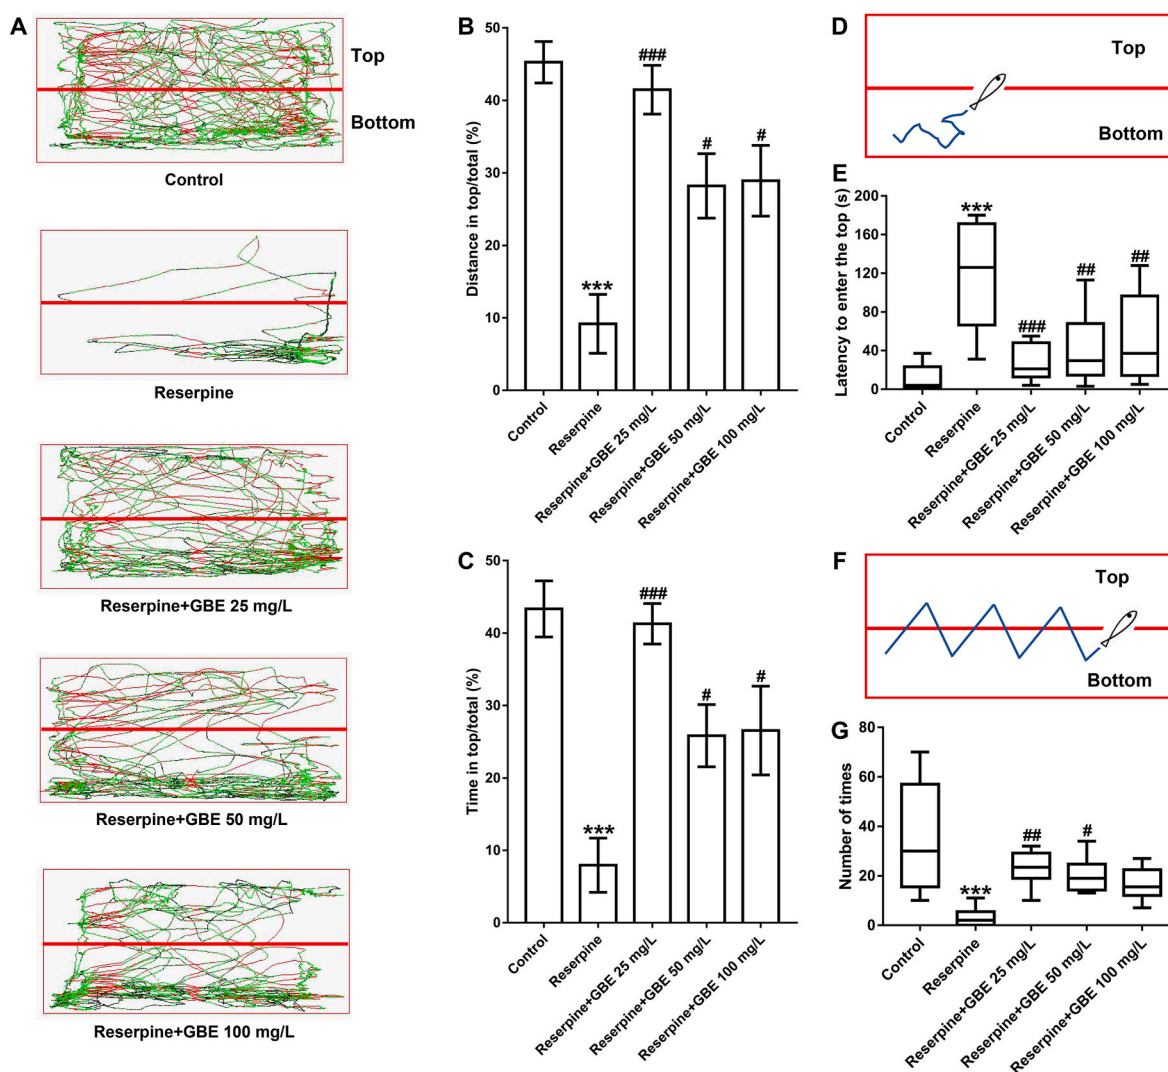 A
Top
Bottom
Control
Reserpine
Reserpine+GBE 25 mg/L
Reserpine+GBE 50 mg/L
Reserpine+GBE 100 mg/L
B
Distance in top/total (%)
50
40
30
20
10
0
***
###
#
#
Control
Reserpine
Reserpine+GBE 25 mg/L
Reserpine+GBE 50 mg/L
Reserpine+GBE 100 mg/L
C
Time in top/total (%)
50
40
30
20
10
0
***
###
#
#
Control
Reserpine
Reserpine+GBE 25 mg/L
Reserpine+GBE 50 mg/L
Reserpine+GBE 100 mg/L
D
Top
Bottom
E
Latency to enter the top (s)
200
160
120
80
40
0
***
###
##
##
Control
Reserpine
Reserpine+GBE 25 mg/L
Reserpine+GBE 50 mg/L
Reserpine+GBE 100 mg/L
F
Top
Bottom
G
Number of times
80
60
40
20
0
***
##
#
Control
Reserpine
Reserpine+GBE 25 mg/L
Reserpine+GBE 50 mg/L
Reserpine+GBE 100 mg/L